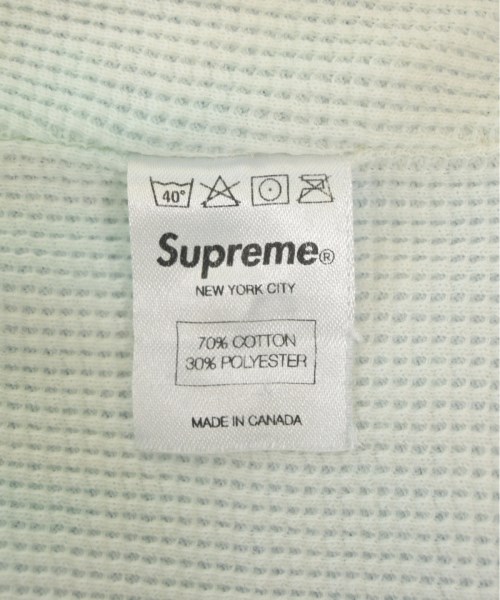 40°
Supreme®
NEW YORK CITY
70% COTTON
30% POLYESTER
MADE IN CANADA